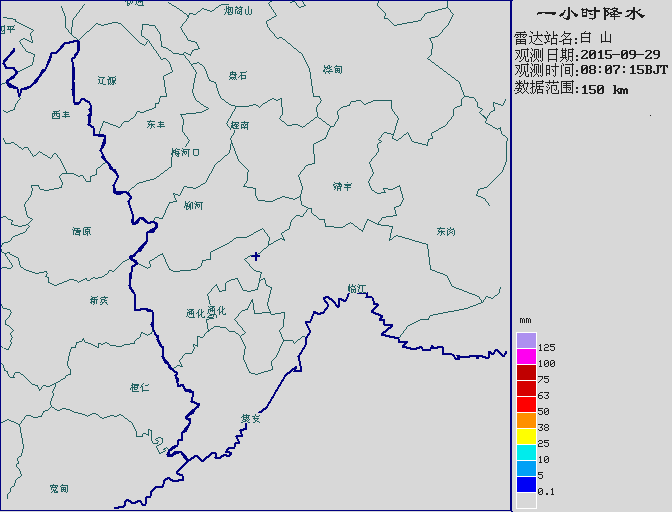 一小时降水
雷达站名:白 山
观测日期:2015-09-29
观测时间:08:07:15BJT
数据范围:150 km
烟筒山
四平
辽源
盘石
桦甸
西丰
东丰
辉南
梅河口
靖宇
柳河
清原
东岗
临江
新宾
通化
通化
桓仁
集安
宽甸
mm
125
100
75
63
50
38
25
10
5
0.1